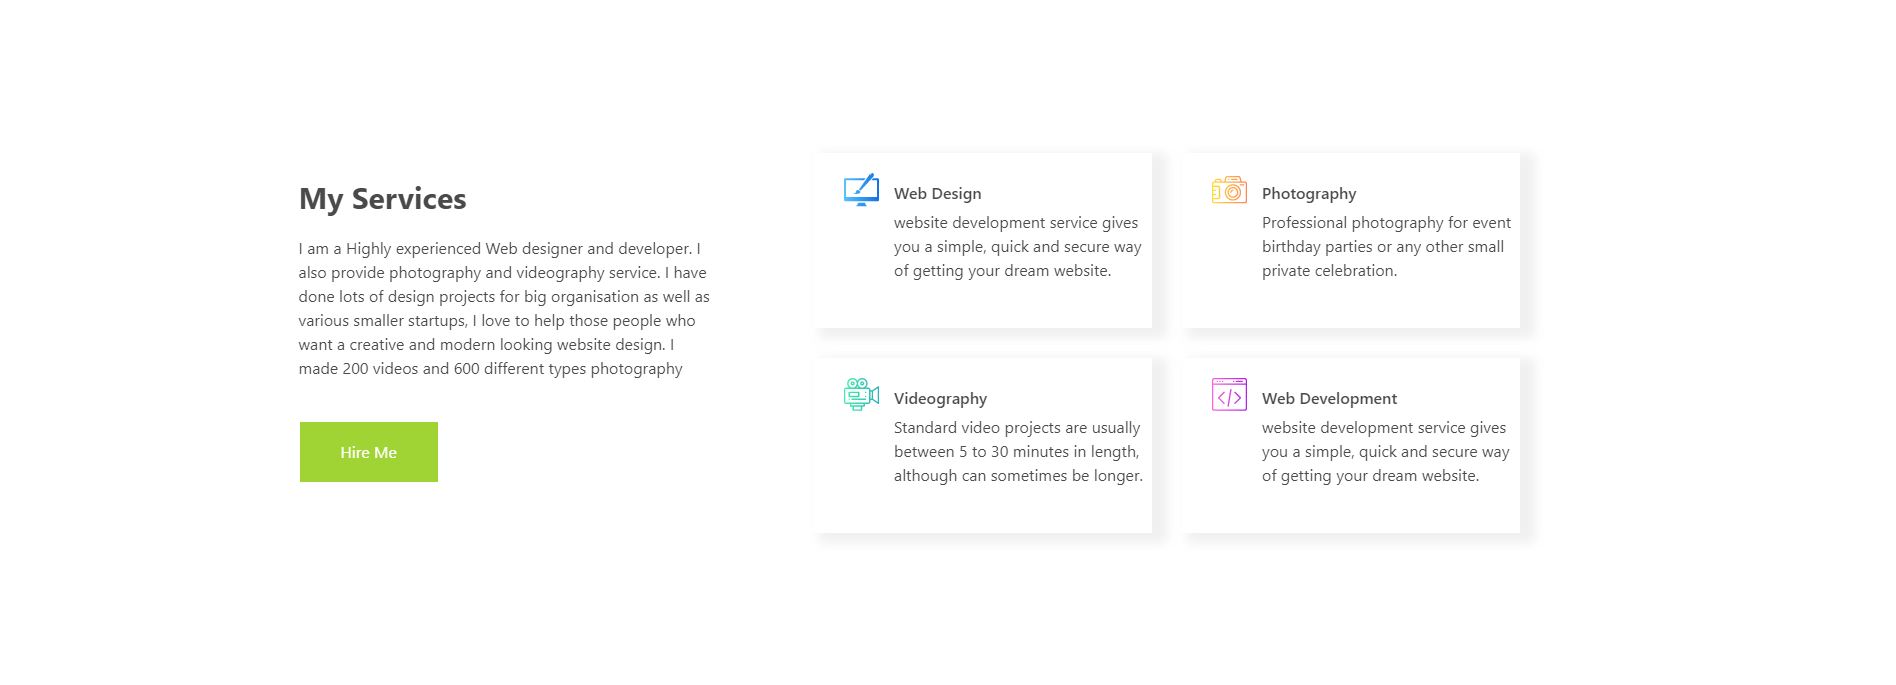 My Services
I am a Highly experienced Web designer and developer. I
also provide photography and videography service. I have
done lots of design projects for big organisation as well as
various smaller startups, I love to help those people who
want a creative and modern looking website design. I
made 200 videos and 600 different types photography
Hire Me
Web Design
website development service gives
you a simple, quick and secure way
of getting your dream website.
Photography
Professional photography for event
birthday parties or any other small
private celebration.
Videography
Standard video projects are usually
between 5 to 30 minutes in length,
although can sometimes be longer.
Web Development
website development service gives
you a simple, quick and secure way
of getting your dream website.